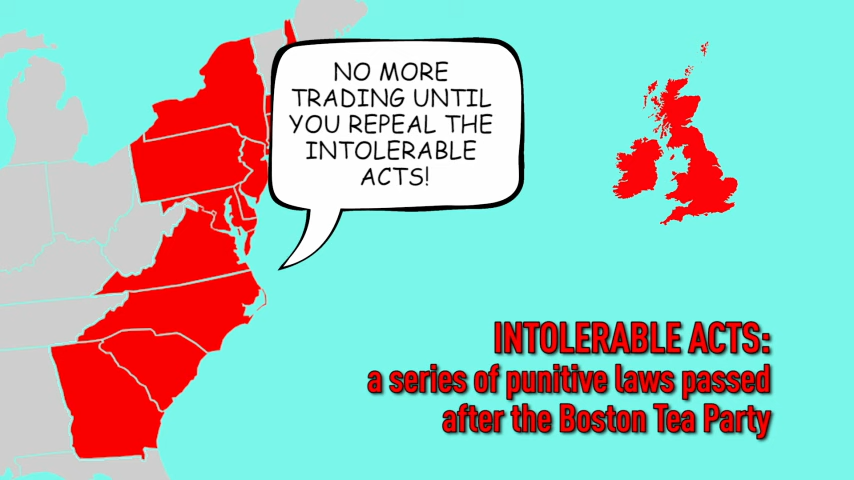 NO MORE
TRADING UNTIL
YOU REPEAL THE
INTOLERABLE
ACTS!
INTOLERABLE ACTS:
a series of punitive laws passed
after the Boston Tea Party